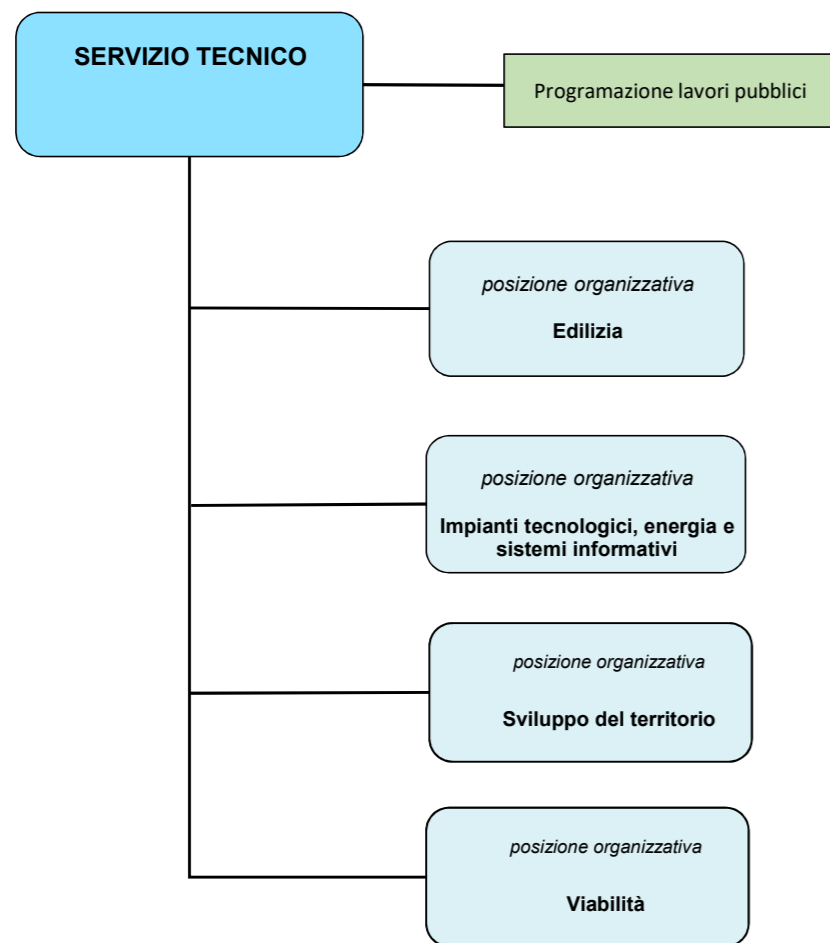 SERVIZIO TECNICO
Programazione lavori pubblici
posizione organizzativa
Edilizia
posizione organizzativa
Impianti tecnologici, energia e
sistemi informativi
posizione organizzativa
Sviluppo del territorio
posizione organizzativa
Viabilità